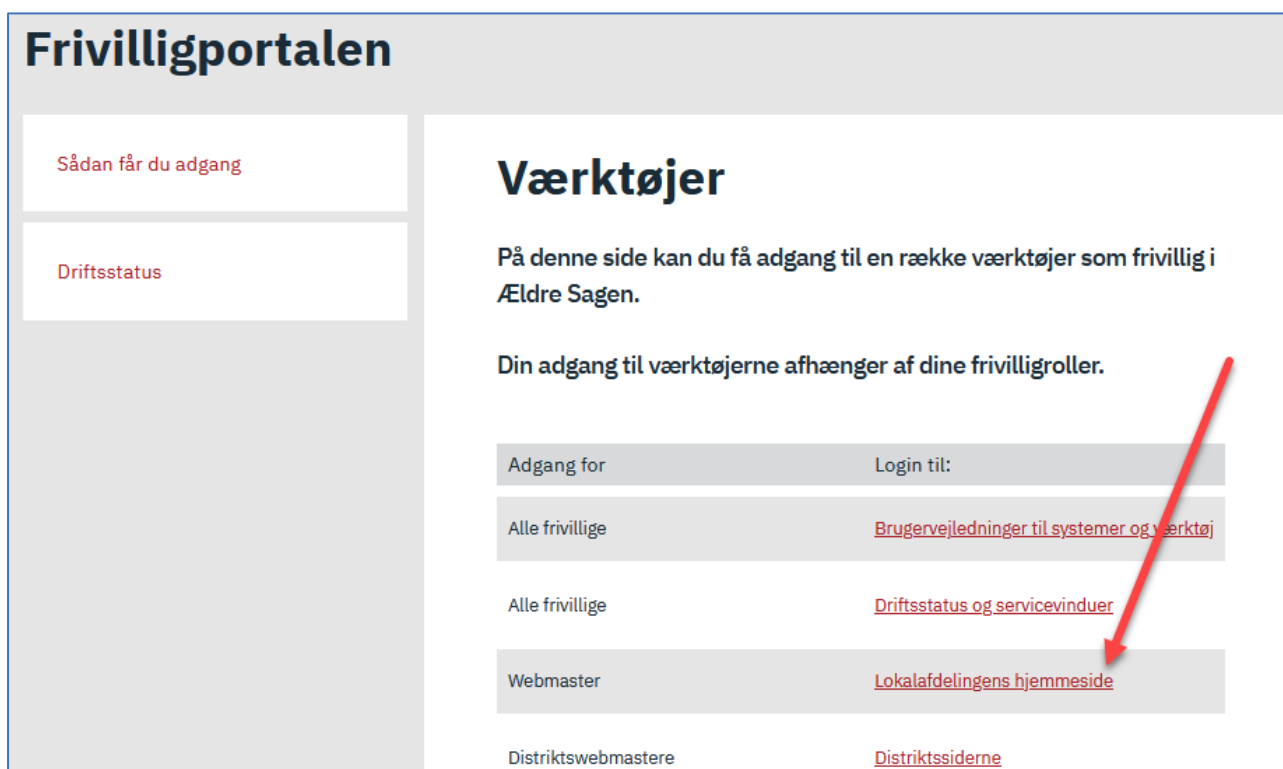 Frivilligportalen
Sådan får du adgang
Driftsstatus
Værktøjer
På denne side kan du få adgang til en række værktøjer som frivillig i
Ældre Sagen.
Din adgang til værktøjerne afhænger af dine frivilligroller.
Adgang for Login til:
Alle frivillige Brugervejledninger til systemer og værktøj
Alle frivillige Driftsstatus og servicevinduer
Webmaster Lokalafdelingens hjemmeside
Distriktswebmastere Distriktssiderne